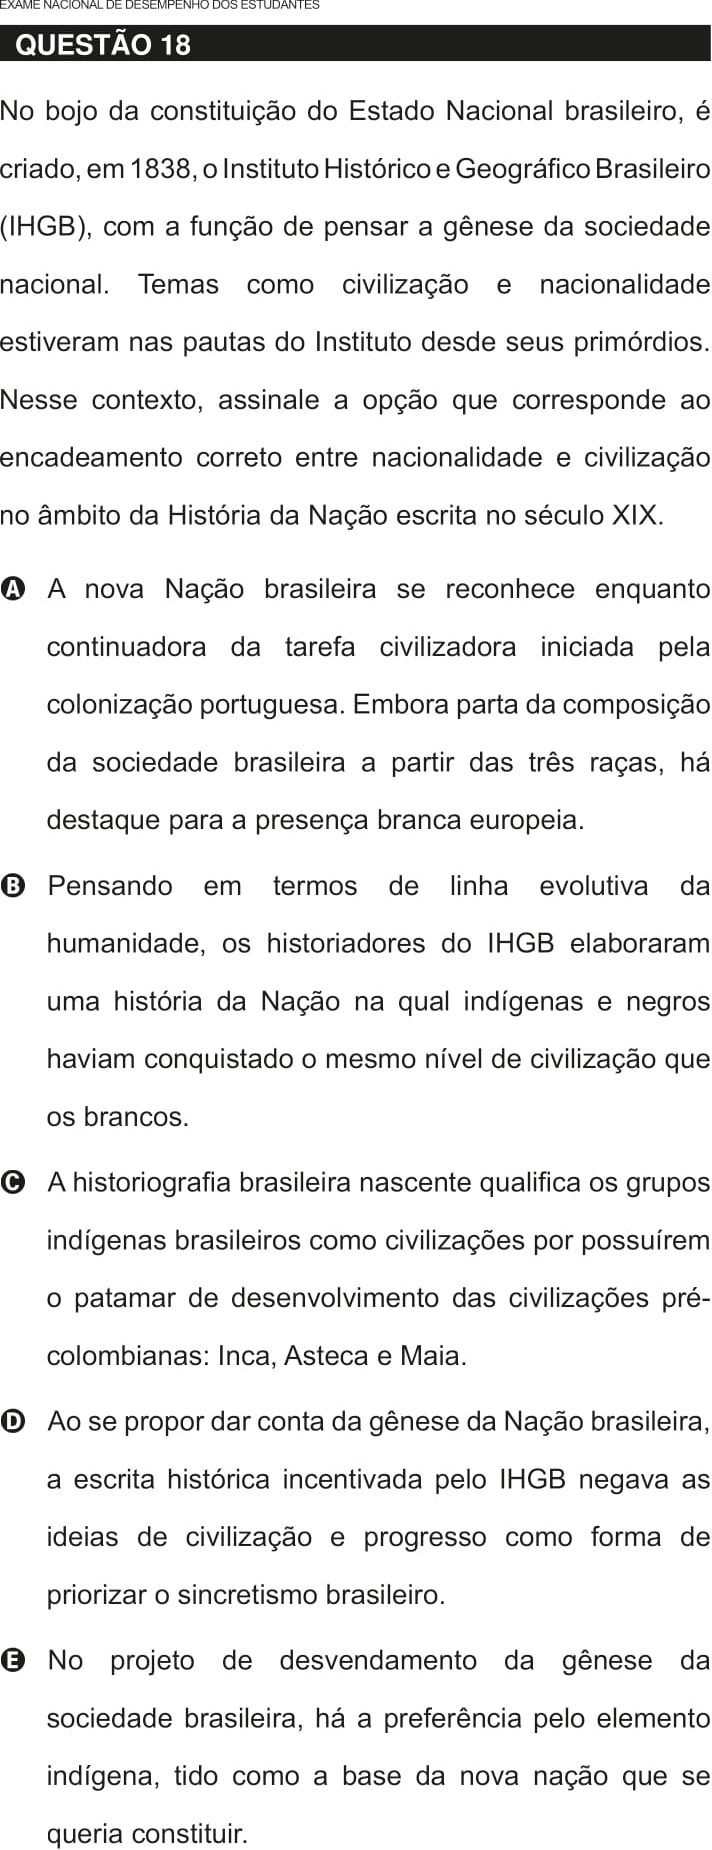 EXAME NACIONAL DE DESEMPENHO DOS ESTUDANTES
QUESTÃO 18
No bojo da constituição do Estado Nacional brasileiro, é
criado, em 1838, o Instituto Histórico e Geográfico Brasileiro
(IHGB), com a função de pensar a gênese da sociedade
nacional. Temas como civilização e nacionalidade
estiveram nas pautas do Instituto desde seus primórdios.
Nesse contexto, assinale a opção que corresponde ao
encadeamento correto entre nacionalidade e civilização
no âmbito da História da Nação escrita no século XIX.
A A nova Nação brasileira se reconhece enquanto
continuadora da tarefa civilizadora iniciada pela
colonização portuguesa. Embora parta da composição
da sociedade brasileira a partir das três raças, há
destaque para a presença branca europeia.
B Pensando em termos de linha evolutiva da
humanidade, os historiadores do IHGB elaboraram
uma história da Nação na qual indígenas e negros
haviam conquistado o mesmo nível de civilização que
os brancos.
C A historiografia brasileira nascente qualifica os grupos
indígenas brasileiros como civilizações por possuírem
o patamar de desenvolvimento das civilizações pré-
colombianas: Inca, Asteca e Maia.
D Ao se propor dar conta da gênese da Nação brasileira,
a escrita histórica incentivada pelo IHGB negava as
ideias de civilização e progresso como forma de
priorizar o sincretismo brasileiro.
E No projeto de desvendamento da gênese da
sociedade brasileira, há a preferência pelo elemento
indígena, tido como a base da nova nação que se
queria constituir.